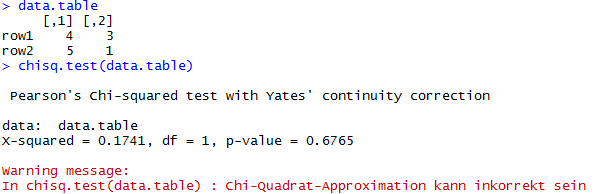 > data.table
[,1] [,2]
row1 4 3
row2 5 1
> chisq.test(data.table)
Pearson's Chi-squared test with Yates' continuity correction
data: data.table
X-squared = 0.1741, df = 1, p-value = 0.6765
Warning message:
In chisq.test(data.table) : Chi-Quadrat-Approximation kann inkorrekt sein